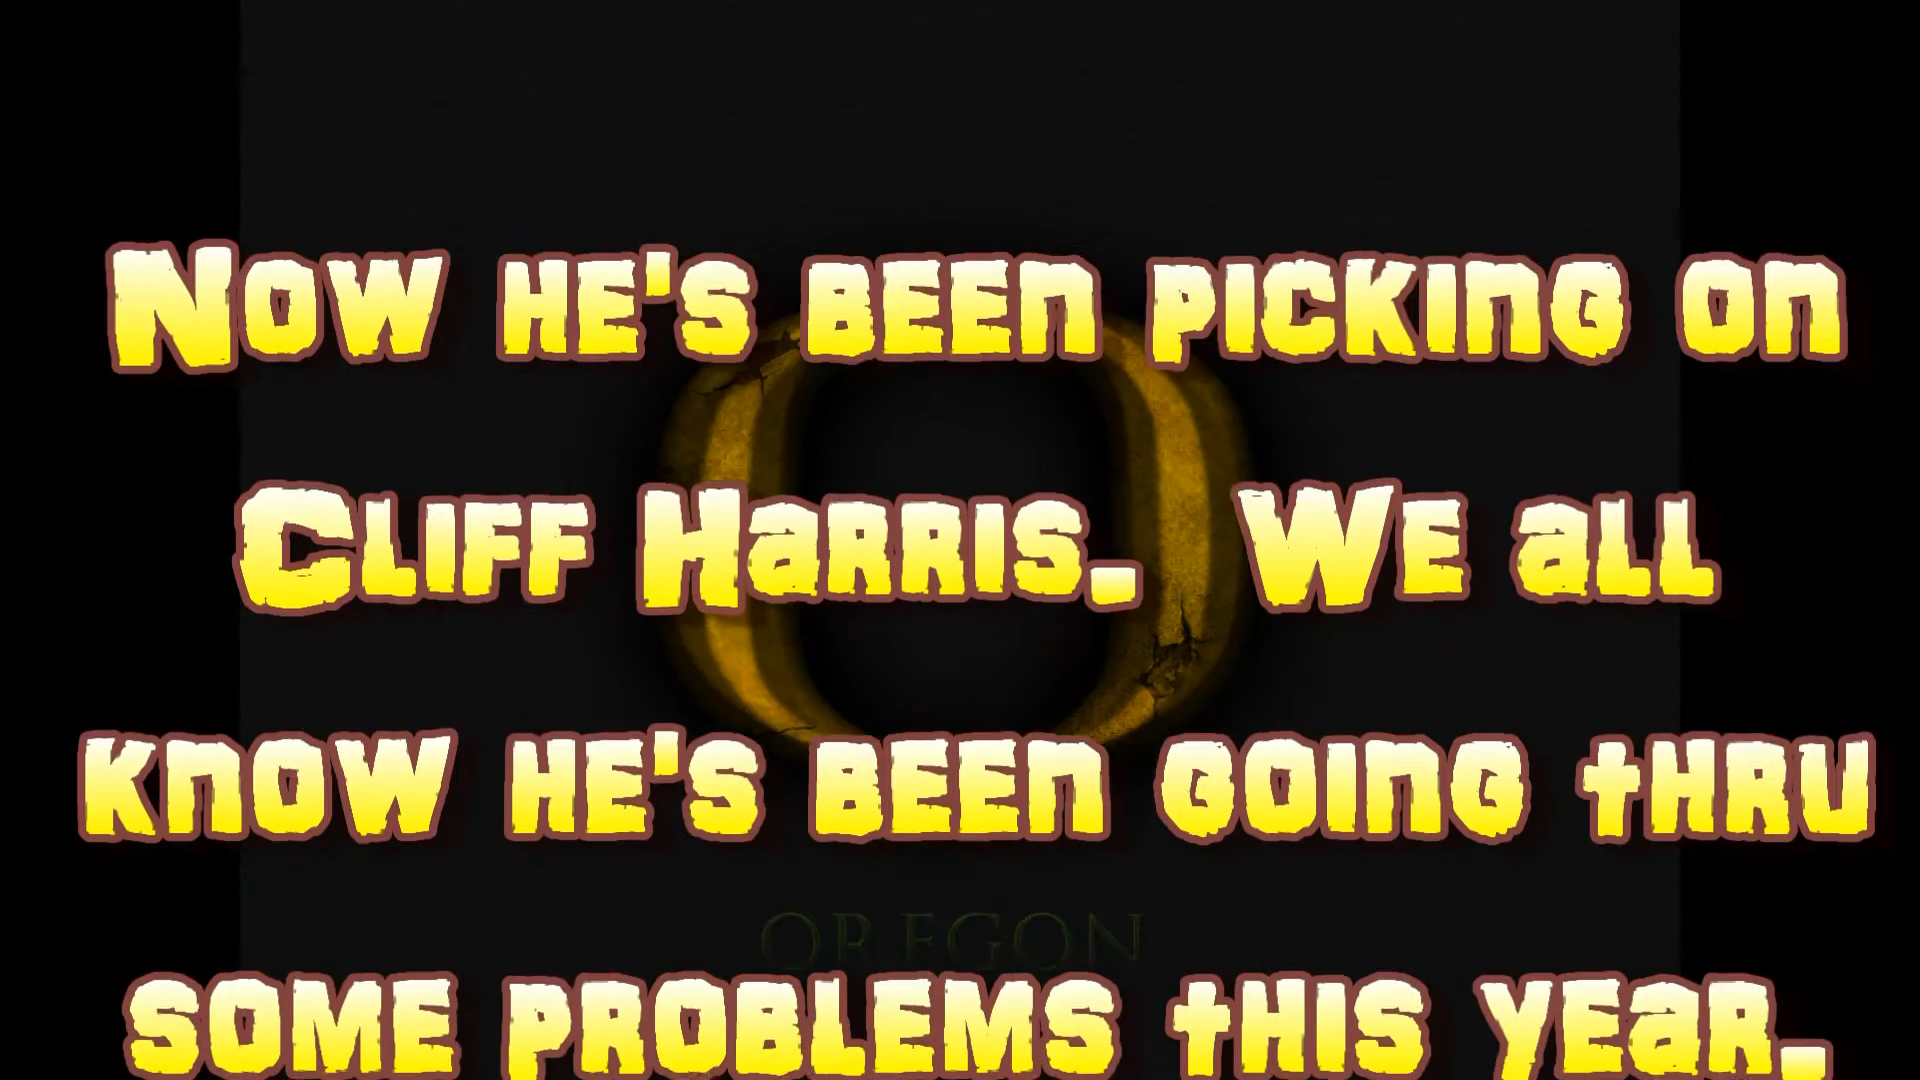 Now he's been picking on
Cliff Harris.  We all
know he's been going thru
OREGON
some problems this year.